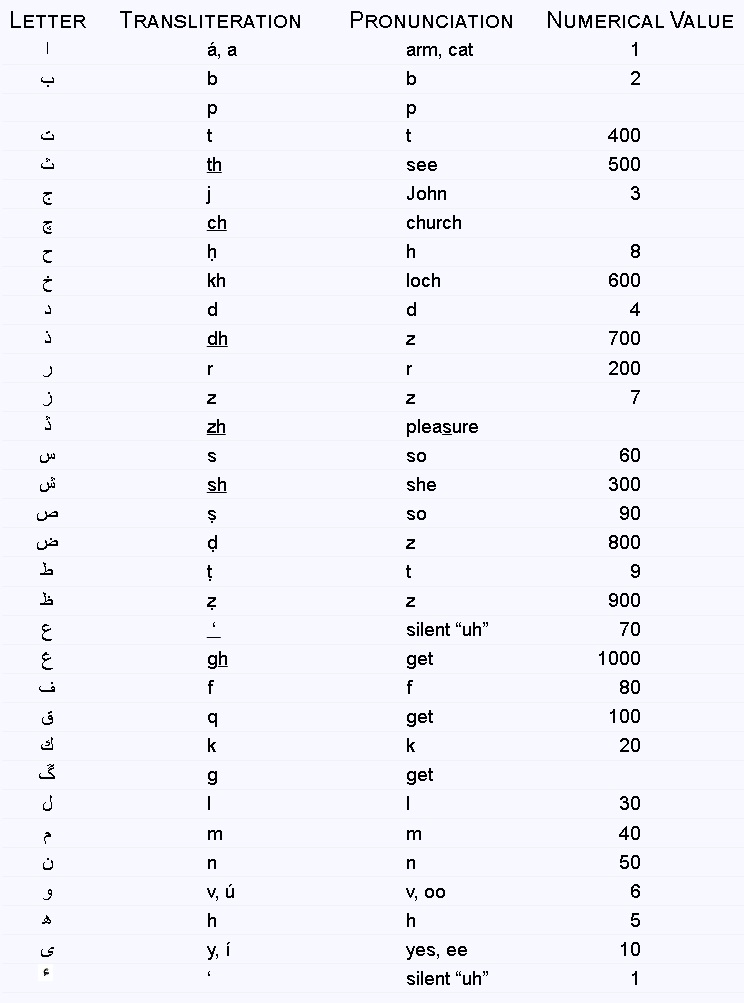 LETTER TRANSLITERATION PRONUNCIATION NUMERICAL VALUE
ا á, a arm, cat 1
ب b b 2
p p
ت t t 400
ث th see 500
ج j John 3
چ ch church
ح ḥ h 8
خ kh loch 600
د d d 4
ذ dh z 700
ر r r 200
ز z z 7
ڎ zh pleasure
س s so 60
ش sh she 300
ص ṣ so 90
ض ḍ z 800
ط ṭ t 9
ظ ẓ z 900
ع ‘ silent “uh” 70
غ gh get 1000
ف f f 80
ق q get 100
ك k k 20
ڴ g get
ل l l 30
م m m 40
ن n n 50
و v, ú v, oo 6
ه h h 5
ى y, í yes, ee 10
ء ‘ silent “uh” 1